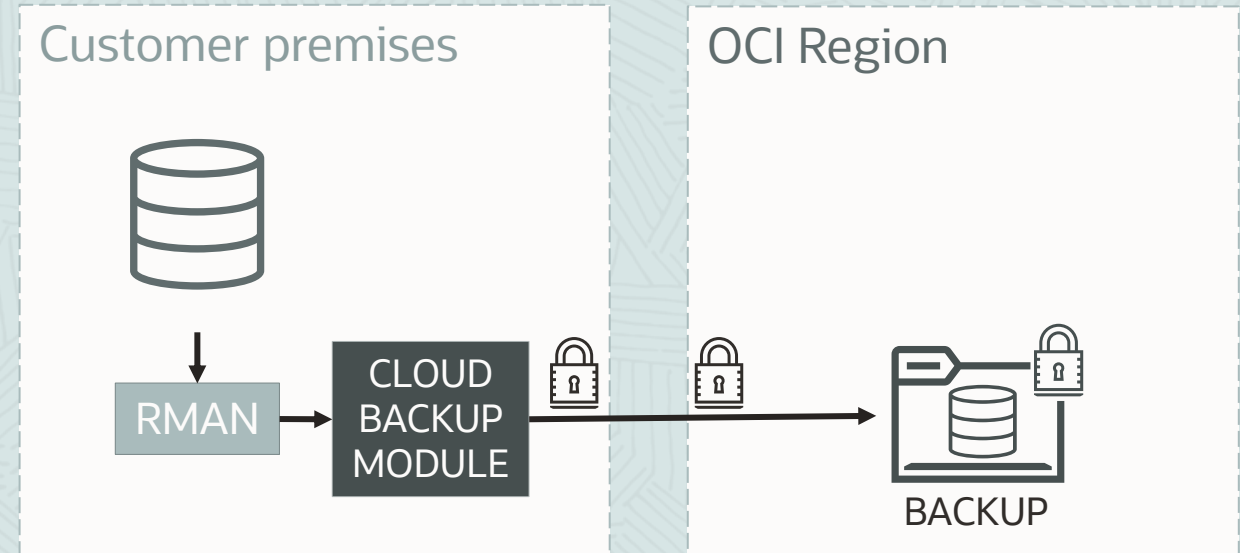 Customer premises
OCI Region
RMAN
CLOUD
BACKUP
MODULE
BACKUP